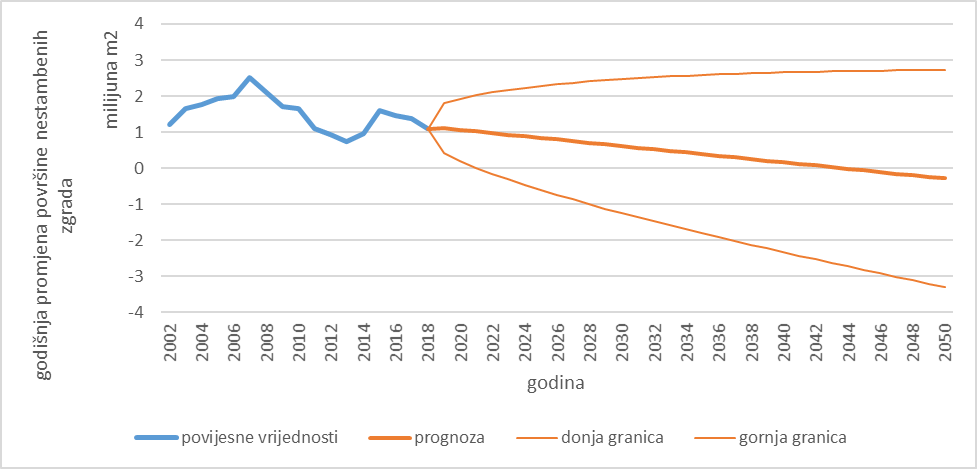 godišnja promjena površine nestambenih
zgrada
milijuna m2
4
3
2
1
0
-1
-2
-3
-4
2002 2004 2006 2008 2010 2012 2014 2016 2018 2020 2022 2024 2026 2028 2030 2032 2034 2036 2038 2040 2042 2044 2046 2048 2050
godina
povijesne vrijednosti prognoza donja granica gornja granica